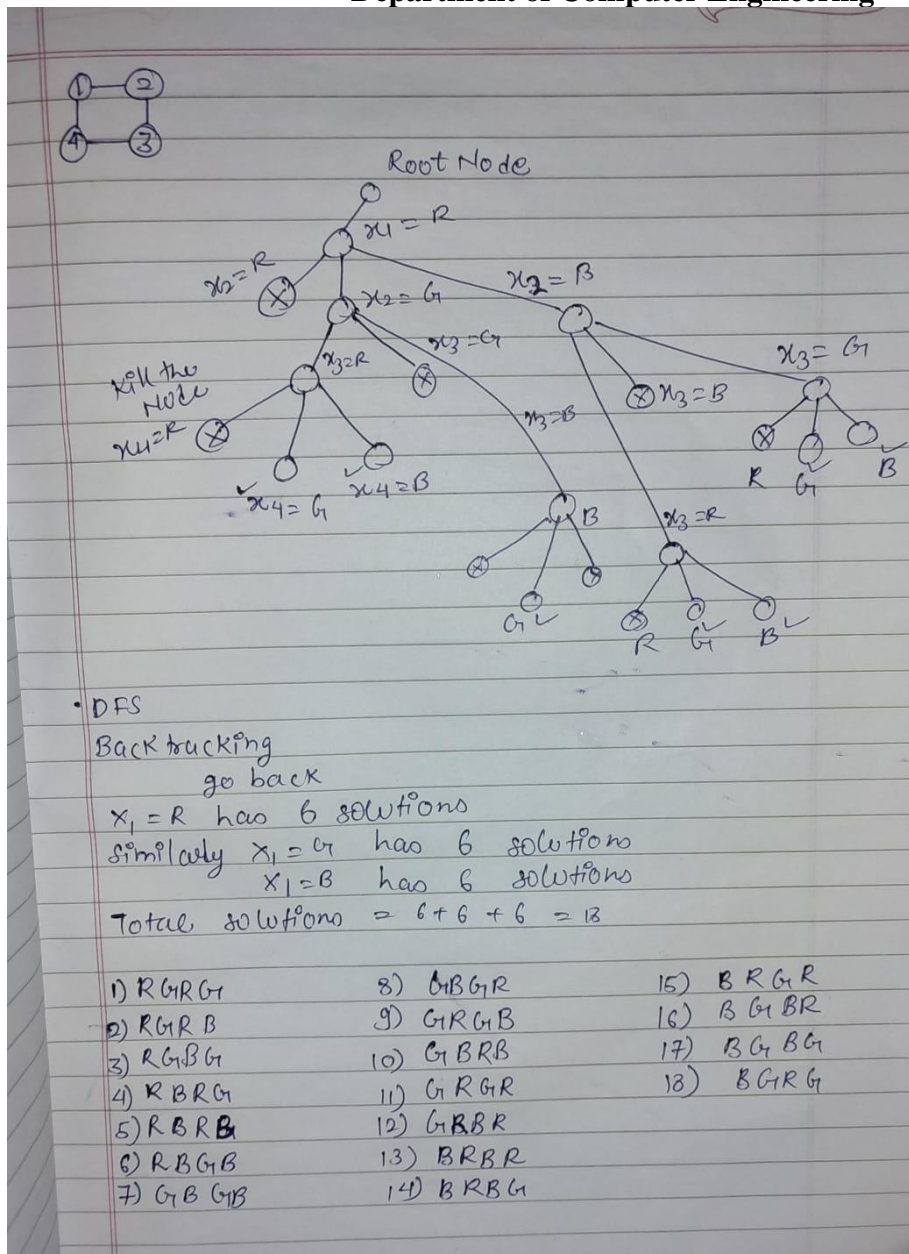 Department of Computer Engineering
1 2
4 3
Root Node
x1 = R
x2 = R
x2 = G
x2 = B
x3 = R
x3 = G
x3 = G
Kill the
Node
x4 = R
x3 = B
x3 = B
x4 = G
x4 = B
R G B
B
x3 = R
G
R G B
• DFS
Back tracking
go back
X1 = R has 6 solutions
Similarly X1 = G has 6 solutions
X1 = B has 6 solutions
Total solutions = 6 + 6 + 6 = 18
1) RGRG 8) GBGR 15) BRGR
2) RGRB 9) GRGB 16) BGBR
3) RGBG 10) GBRB 17) BGBG
4) RBRG 11) GRGR 18) BGRG
5) RBRB 12)
6) RBGB 13) BRBR
7) GBGB 14) BRBG